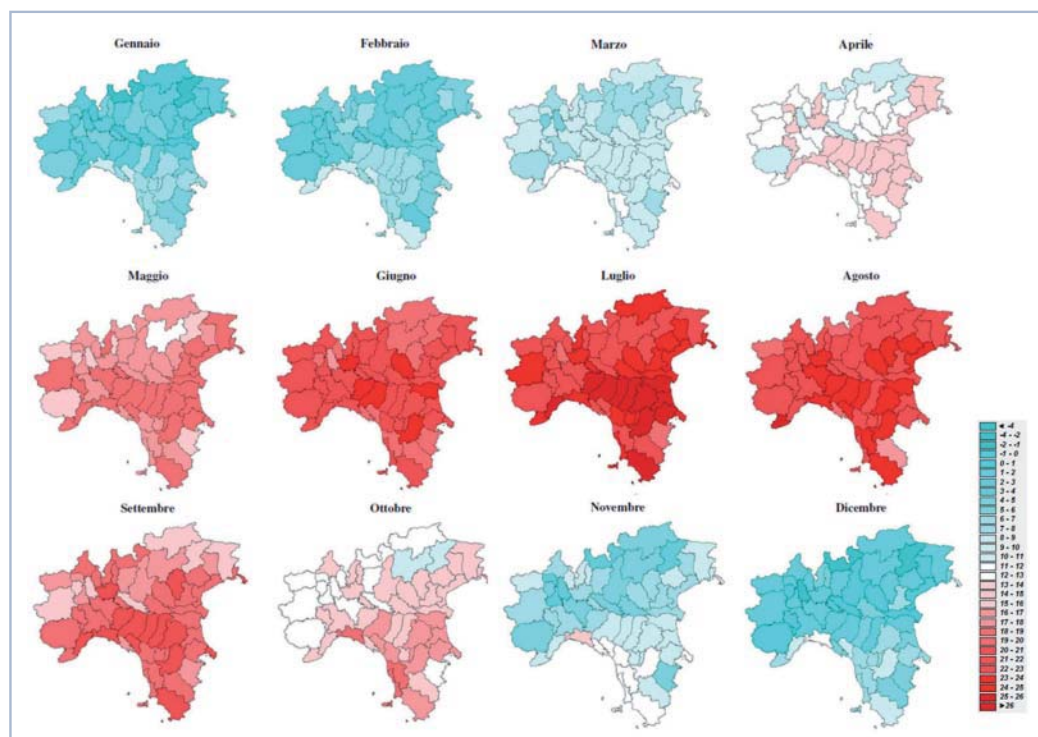 Gennaio
Febbraio
Marzo
Aprile
Maggio
Giugno
Luglio
Agosto
Settembre
Ottobre
Novembre
Dicembre
< -4
-4 - -2
-2 - -1
-1 - 0
0 - 1
1 - 2
2 - 3
3 - 4
4 - 5
5 - 6
6 - 7
7 - 8
8 - 9
9 - 10
10 - 11
11 - 12
12 - 13
13 - 14
14 - 15
15 - 16
16 - 17
17 - 18
18 - 19
19 - 20
20 - 21
21 - 22
22 - 23
23 - 24
24 - 25
25 - 26
>26